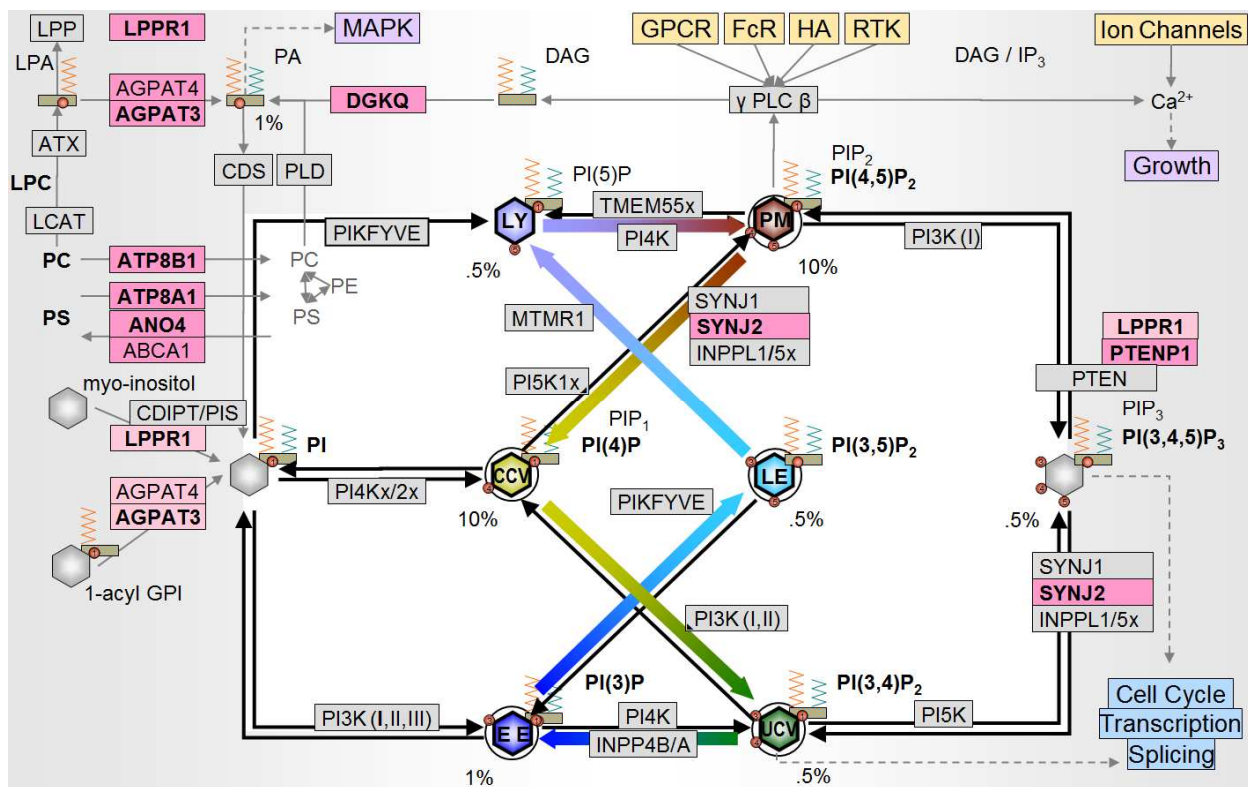 LPP
LPPR1
MAPK
GPCR
FcR
HA
RTK
Ion Channels
LPA
PA
DAG
DAG / IP3
AGPAT4
AGPAT3
DGKQ
γ PLC β
Ca2+
1%
ATX
CDS
PLD
Growth
LPC
LCAT
PI(5)P
PIP2
PI(4,5)P2
TMEM55x
LY
PM
PIKFYVE
PI4K
PI3K (I)
PC
ATP8B1
PC
.5%
10%
PE
ATP8A1
PS
PS
ANO4
ABCA1
MTMR1
SYNJ1
SYNJ2
INPPL1/5x
LPPR1
PTENP1
PTEN
myo-inositol
PI5K1x
CDIPT/PIS
LPPR1
PI
PIP1
PI(4)P
PI(3,5)P2
PIP3
PI(3,4,5)P3
CCV
LE
AGPAT4
AGPAT3
PI4Kx/2x
PIKFYVE
10%
.5%
.5%
1-acyl GPI
SYNJ1
SYNJ2
INPPL1/5x
PI3K (I,II)
PI(3)P
PI(3,4)P2
PI3K (I,II,III)
PI4K
PI5K
EE
UCV
INPP4B/A
Cell Cycle
Transcription
Splicing
1%
.5%